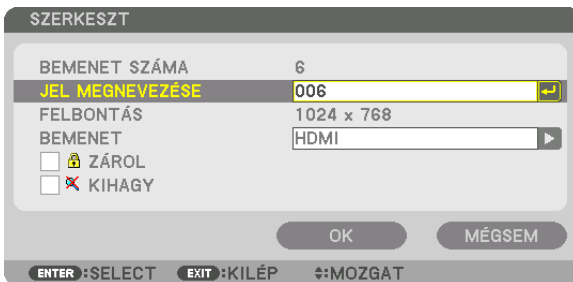 SZERKESZT
BEMENET SZÁMA 6
JEL MEGNEVEZÉSE 006
FELBONTÁS 1024 x 768
BEMENET HDMI
ZÁROL
KIHAGY
OK MÉGSEM
ENTER:SELECT EXIT:KILÉP :MOZGAT